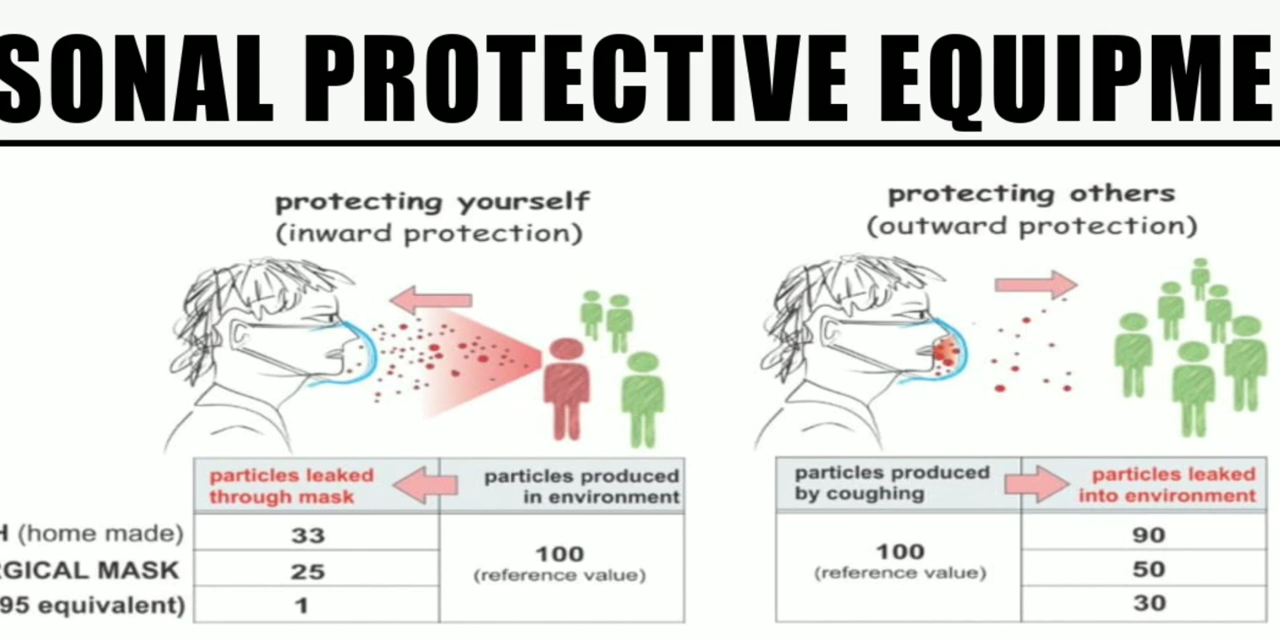 SONAL PROTECTIVE EQUIPME
protecting yourself
(inward protection)
protecting others
(outward protection)
particles leaked
through mask
particles produced
in environment
particles produced
by coughing
particles leaked
into environment
H (home made)
33
100
(reference value)
100
(reference value)
90
RGICAL MASK
25
50
95 equivalent)
1
30